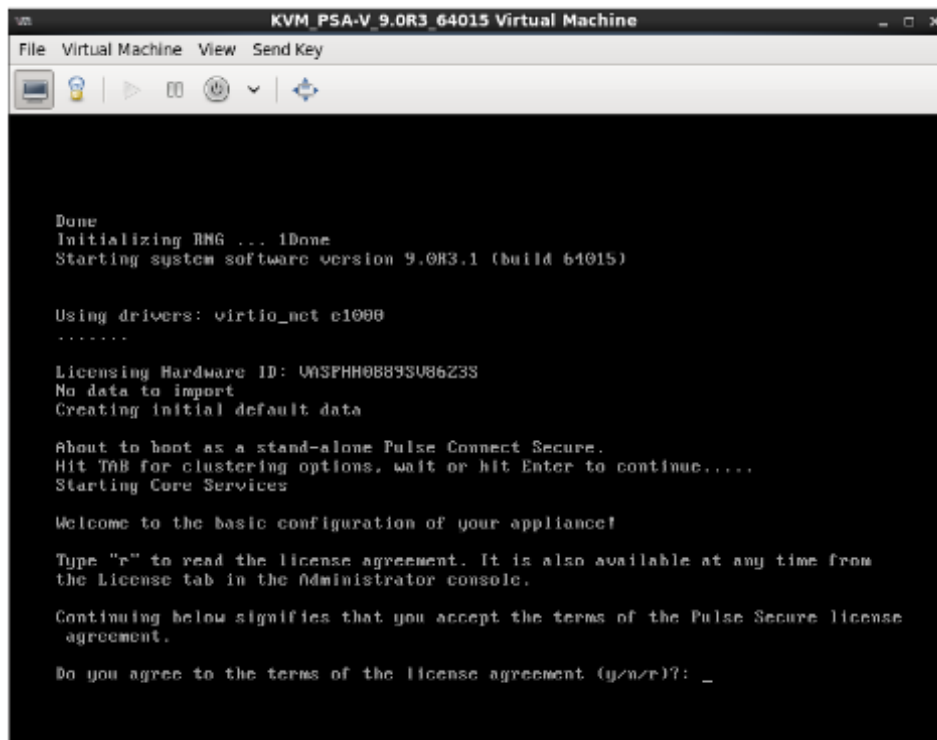 KVM_PSA-V_9.0R3_64015 Virtual Machine
File Virtual Machine View Send Key
Done
Initializing RNG ... 1Done
Starting system software version 9.0R3.1 (build 64015)
Using drivers: virtio_net e1000
.......
Licensing Hardware ID: VASPHH0B89SV86Z3S
No data to import
Creating initial default data
About to boot as a stand-alone Pulse Connect Secure.
Hit TAB for clustering options, wait or hit Enter to continue.....
Starting Core Services
Welcome to the basic configuration of your appliance!
Type "r" to read the license agreement. It is also available at any time from
the License tab in the Administrator console.
Continuing below signifies that you accept the terms of the Pulse Secure license
agreement.
Do you agree to the terms of the license agreement (y/n/r)?: _